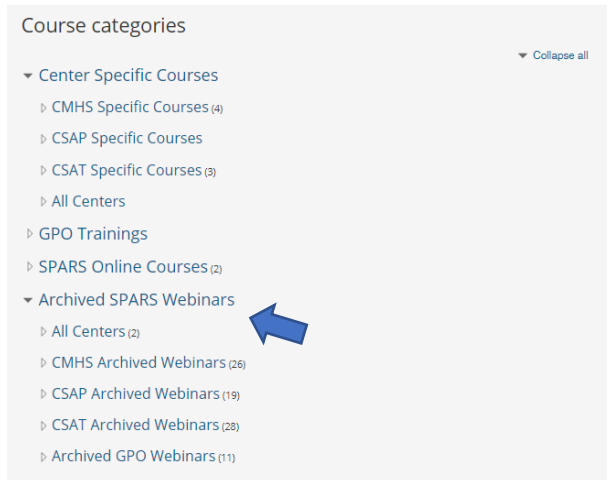 Course categories
Collapse all
Center Specific Courses
CMHS Specific Courses (4)
CSAP Specific Courses
CSAT Specific Courses (3)
All Centers
GPO Trainings
SPARS Online Courses (2)
Archived SPARS Webinars
All Centers (2)
CMHS Archived Webinars (26)
CSAP Archived Webinars (19)
CSAT Archived Webinars (28)
Archived GPO Webinars (11)